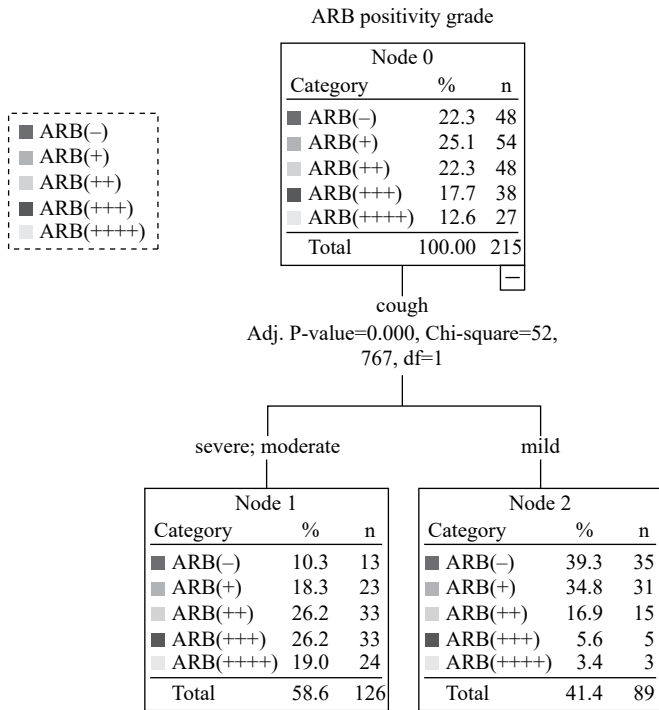 ARB positivity grade
Node 0
Category % n
ARB(–) 22.3 48
ARB(+) 25.1 54
ARB(++) 22.3 48
ARB(+++) 17.7 38
ARB(++++) 12.6 27
Total 100.00 215
ARB(–)
ARB(+)
ARB(++)
ARB(+++)
ARB(++++)
cough
Adj. P-value=0.000, Chi-square=52,
767, df=1
severe; moderate
mild
Node 1
Category % n
ARB(–) 10.3 13
ARB(+) 18.3 23
ARB(++) 26.2 33
ARB(+++) 26.2 33
ARB(++++) 19.0 24
Total 58.6 126
Node 2
Category % n
ARB(–) 39.3 35
ARB(+) 34.8 31
ARB(++) 16.9 15
ARB(+++) 5.6 5
ARB(++++) 3.4 3
Total 41.4 89